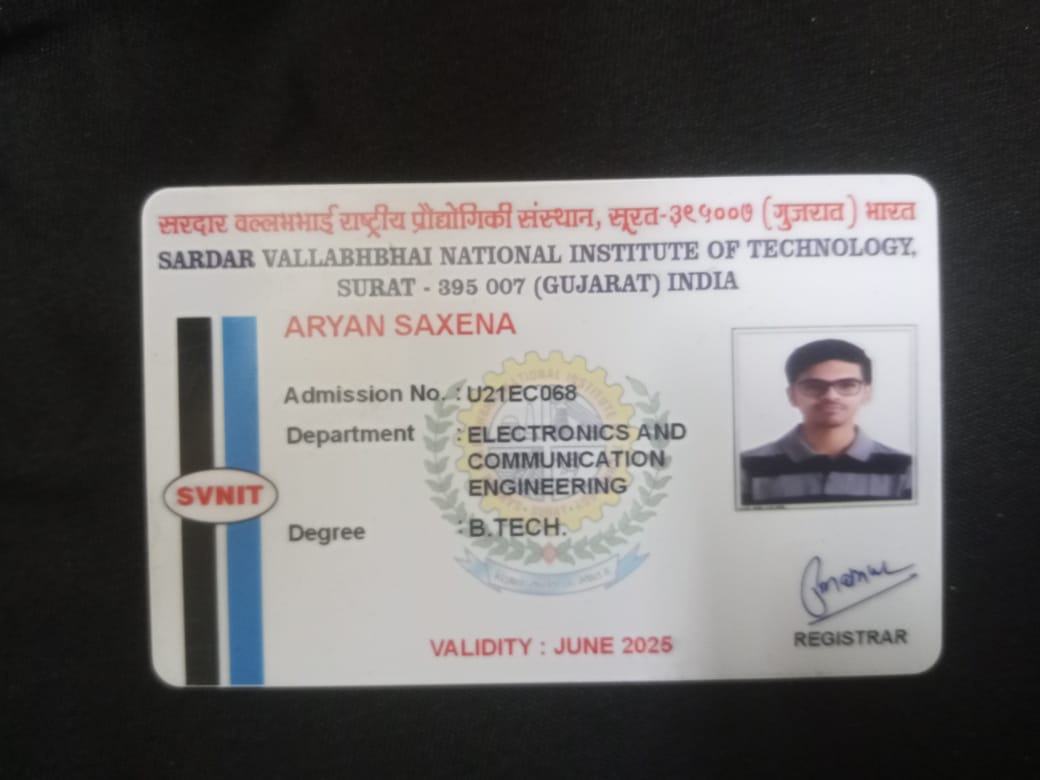 सरदार वल्लभभाई राष्ट्रीय प्रौद्योगिकी संस्थान, सूरत-३९५००७ (गुजरात) भारत
SARDAR VALLABHBHAI NATIONAL INSTITUTE OF TECHNOLOGY,
SURAT - 395 007 (GUJARAT) INDIA
ARYAN SAXENA
Admission No. : U21EC068
Department : ELECTRONICS AND
COMMUNICATION
ENGINEERING
SVNIT
Degree : B.TECH.
VALIDITY : JUNE 2025
REGISTRAR